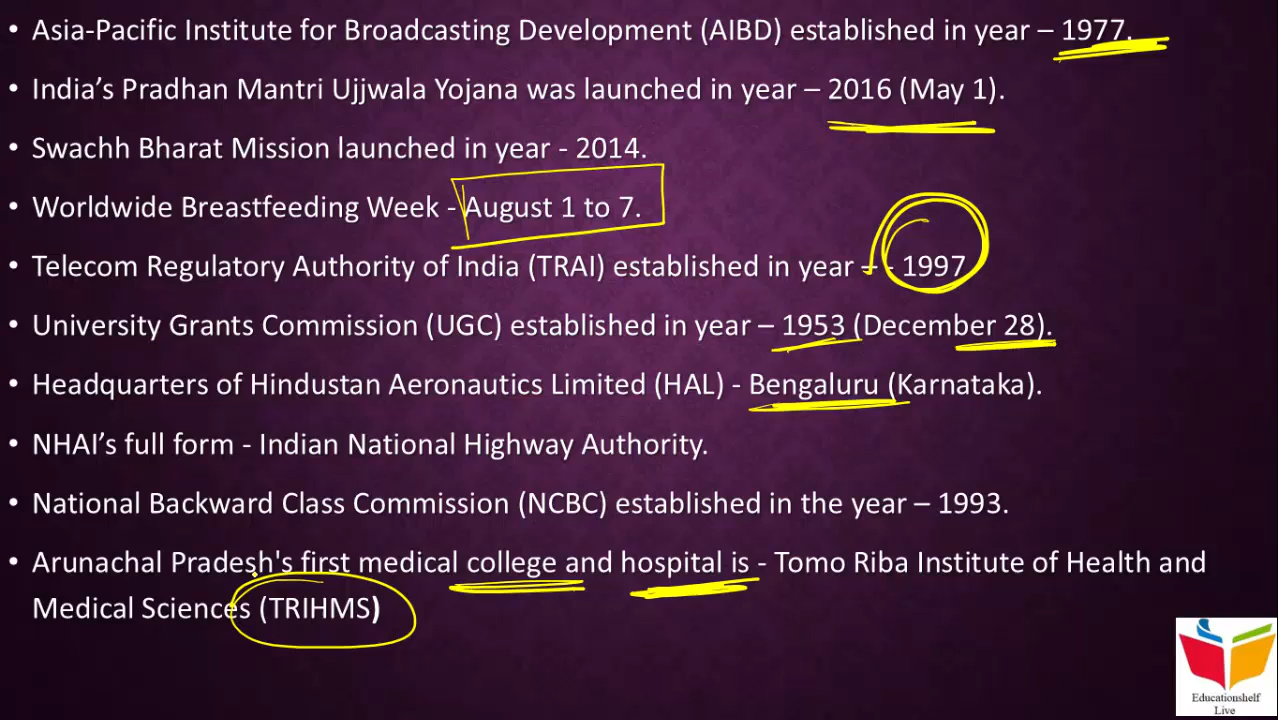 • Asia-Pacific Institute for Broadcasting Development (AIBD) established in year – 1977.
• India’s Pradhan Mantri Ujjwala Yojana was launched in year – 2016 (May 1).
• Swachh Bharat Mission launched in year - 2014.
• Worldwide Breastfeeding Week - August 1 to 7.
• Telecom Regulatory Authority of India (TRAI) established in year – - 1997
• University Grants Commission (UGC) established in year – 1953 (December 28).
• Headquarters of Hindustan Aeronautics Limited (HAL) - Bengaluru (Karnataka).
• NHAI’s full form - Indian National Highway Authority.
• National Backward Class Commission (NCBC) established in the year – 1993.
• Arunachal Pradesh's first medical college and hospital is - Tomo Riba Institute of Health and
Medical Sciences (TRIHMS)
Educationshelf
Live